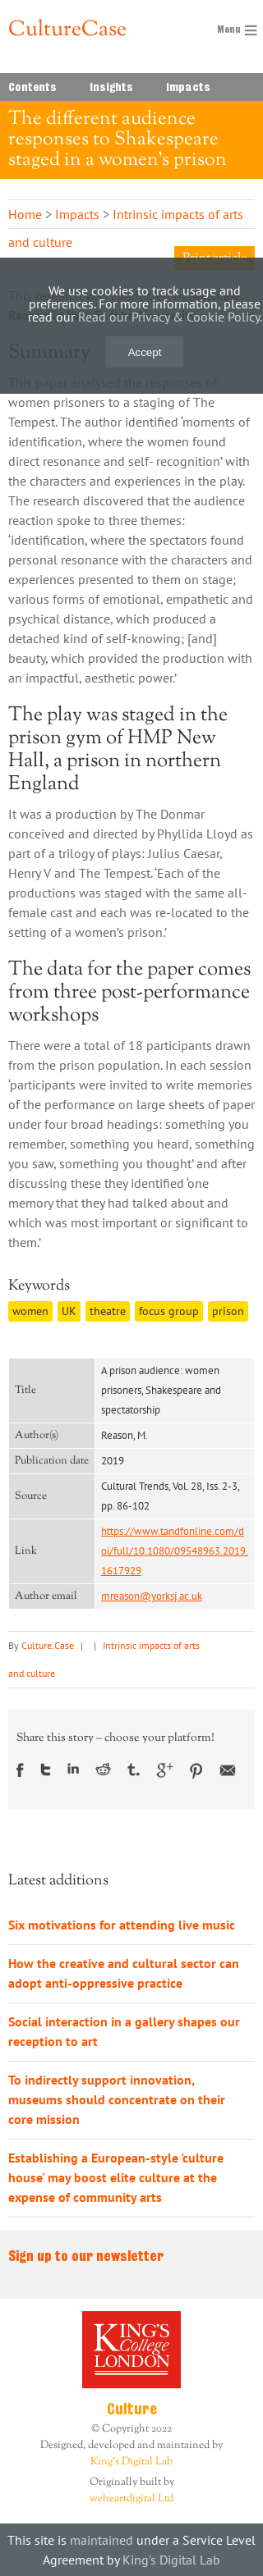 CultureCase
Menu
Contents Insights Impacts
The different audience
responses to Shakespeare
staged in a women's prison
Home > Impacts > Intrinsic impacts of arts
and culture
Print article
We use cookies to track usage and
preferences. For more information, please
read our Read our Privacy & Cookie Policy.
Summary
Accept
This paper analysed the responses of
women prisoners to a staging of The
Tempest. The author identified ‘moments of
identification, where the women found
direct resonance and self- recognition’ with
the characters and experiences in the play.
The research discovered that the audience
reaction spoke to three themes:
‘identification, where the spectators found
personal resonance with the characters and
experiences presented to them on stage;
various forms of emotional, empathetic and
physical distance, which produced a
detached kind of self-knowing; [and]
beauty, which provided the production with
an impactful, aesthetic power.’
The play was staged in the
prison gym of HMP New
Hall, a prison in northern
England
It was a production by The Donmar
conceived and directed by Phyllida Lloyd as
part of a trilogy of plays: Julius Caesar,
Henry V and The Tempest. ‘Each of the
productions was staged with the same all-
female cast and each was re-located to the
setting of a women’s prison.’
The data for the paper comes
from three post-performance
workshops
There were a total of 18 participants drawn
from the prison population. In each session
‘participants were invited to write memories
of the performance on large sheets of paper
under four broad headings: something you
remember, something you heard, something
you saw, something you thought’ and after
discussing these they identified ‘one
memory that they had talked about and
which was most important or significant to
them.’
Keywords
women UK theatre focus group prison
Title
A prison audience: women
prisoners, Shakespeare and
spectatorship
Author(s) Reason, M.
Publication date 2019
Source
Cultural Trends, Vol. 28, Iss. 2-3,
pp. 86-102
Link
https://www.tandfonline.com/d
oi/full/10.1080/09548963.2019.
1617929
Author email mreason@yorksj.ac.uk
By Culture.Case | | Intrinsic impacts of arts
and culture
Share this story – choose your platform!
Latest additions
Six motivations for attending live music
How the creative and cultural sector can
adopt anti-oppressive practice
Social interaction in a gallery shapes our
reception to art
To indirectly support innovation,
museums should concentrate on their
core mission
Establishing a European-style ‘culture
house’ may boost elite culture at the
expense of community arts
Sign up to our newsletter
KING'S
College
LONDON
Culture
© Copyright 2022
Designed, developed and maintained by
King's Digital Lab
Originally built by
weheartdigital Ltd
This site is maintained under a Service Level
Agreement by King's Digital Lab